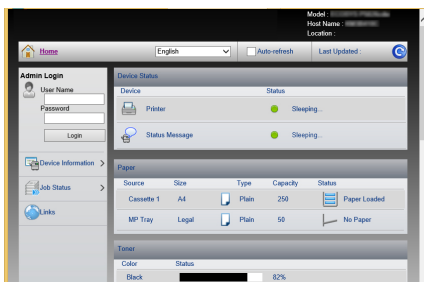 Model :
Host Name :
Location :
Home
English
Auto-refresh
Last Updated :
Admin Login
User Name
Password
Login
Device Information
Job Status
Links
Device Status
Device Status
Printer Sleeping...
Status Message Sleeping...
Paper
Source Size Type Capacity Status
Cassette 1 A4 Plain 250 Paper Loaded
MP Tray Legal Plain 50 No Paper
Toner
Color Status
Black 82%